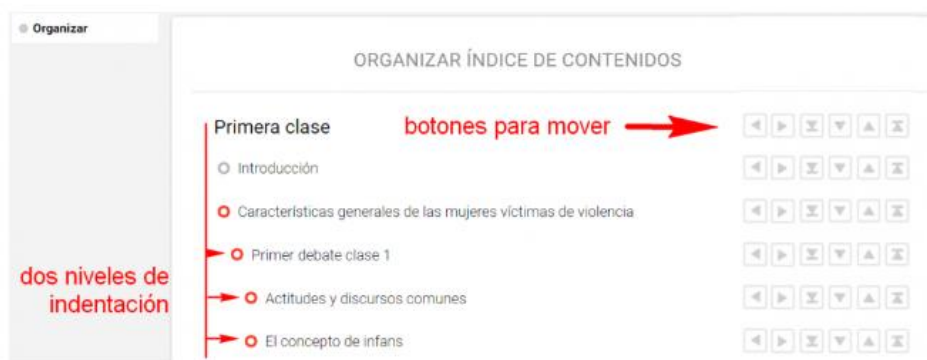 Organizar
ORGANIZAR ÍNDICE DE CONTENIDOS
Primera clase
botones para mover
Introducción
Características generales de las mujeres víctimas de violencia
Primer debate clase 1
dos niveles de
indentación
Actitudes y discursos comunes
El concepto de infans